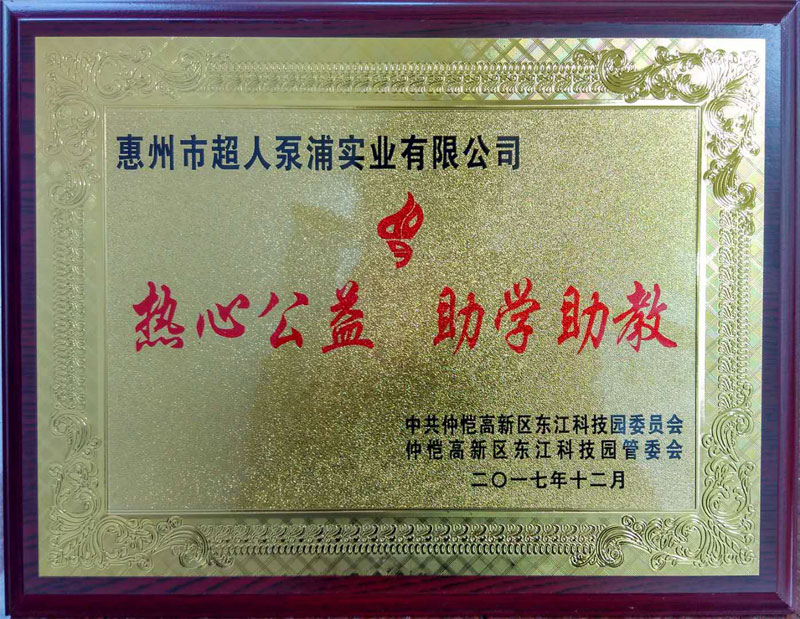 惠州市超人泵浦实业有限公司
热心公益 助学助教
中共仲恺高新区东江科技园委员会
仲恺高新区东江科技园管委会
二〇一七年十二月